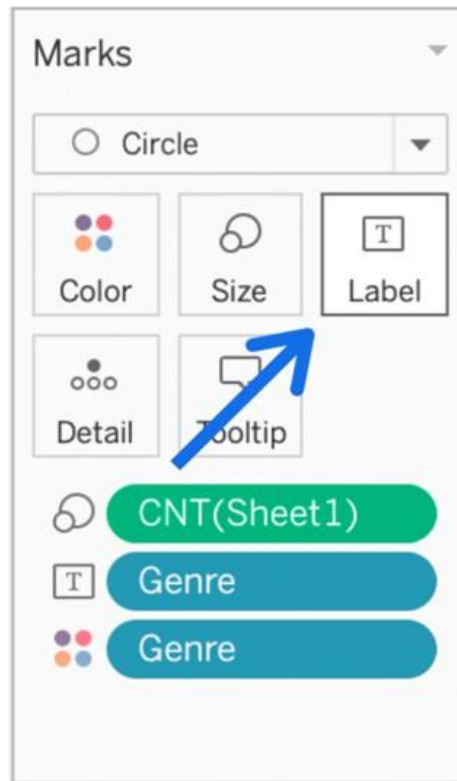 Marks
Circle
Color Size Label
T
Detail Tooltip
CNT(Sheet1)
T Genre
Genre